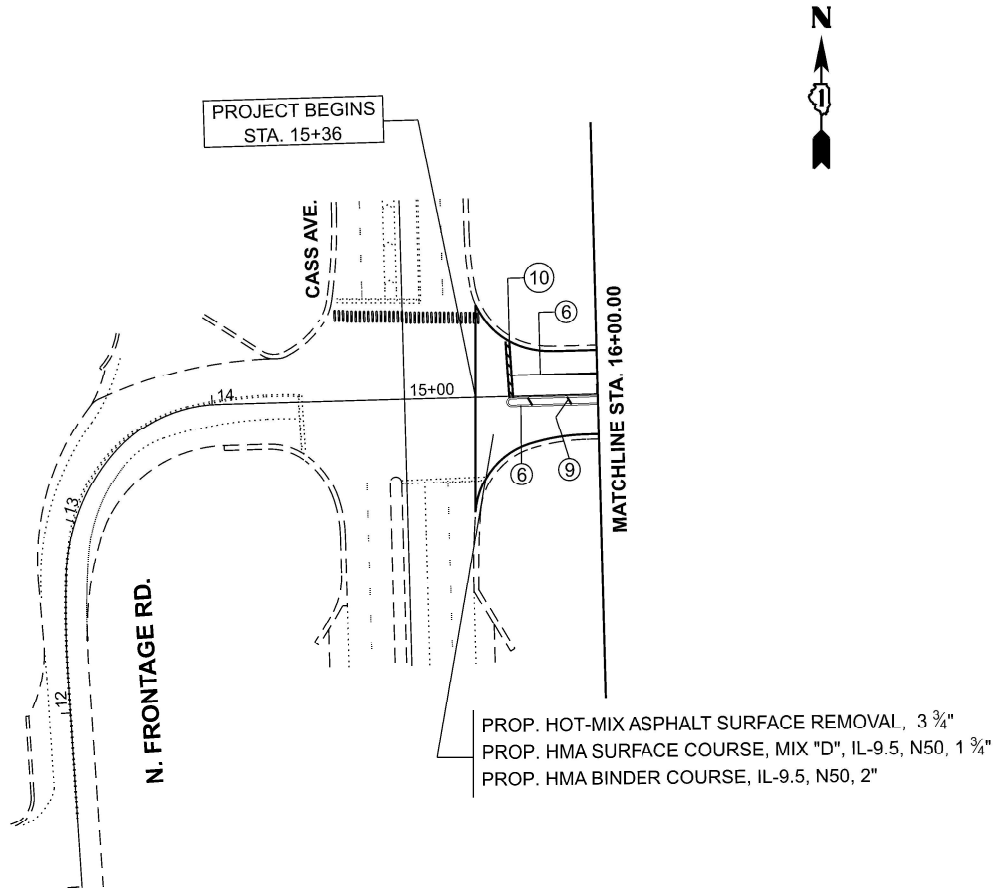 N
1
PROJECT BEGINS
STA. 15+36
CASS AVE.
10
6
MATCHLINE STA. 16+00.00
14
15+00
6
9
13
N. FRONTAGE RD.
12
PROP. HOT-MIX ASPHALT SURFACE REMOVAL, 3 ¾"
PROP. HMA SURFACE COURSE, MIX "D", IL-9.5, N50, 1 ¾"
PROP. HMA BINDER COURSE, IL-9.5, N50, 2"